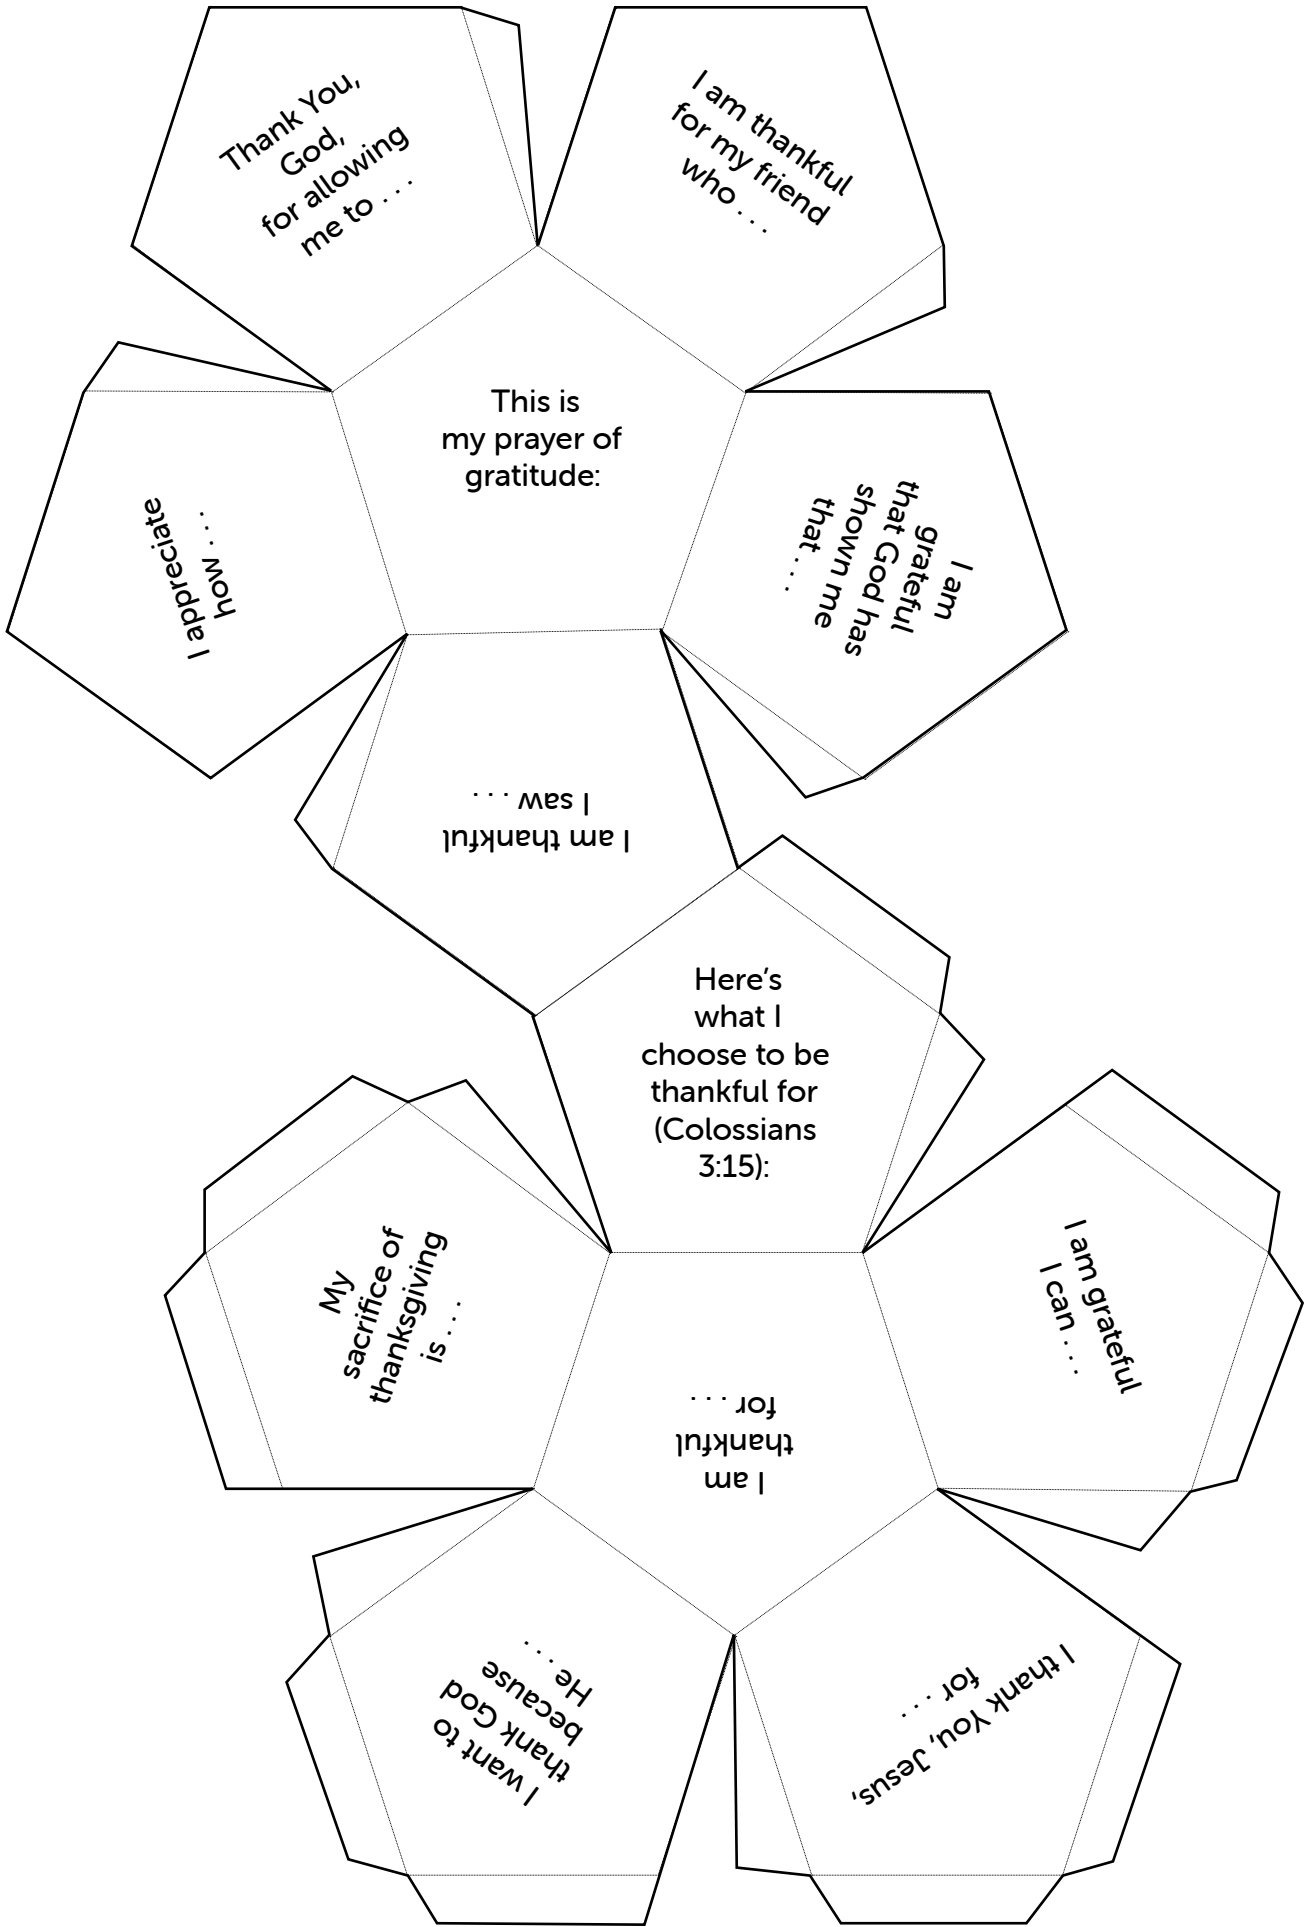 Thank You,
God,
for allowing
me to . . .
I am thankful
for my friend
who . . .
This is
my prayer of
gratitude:
I appreciate
how . . .
I am
grateful
that God has
shown me
that . . .
I am thankful
I saw . . .
Here’s
what I
choose to be
thankful for
(Colossians
3:15):
My
sacrifice of
thanksgiving
is . . .
I am grateful
I can . . .
I am
thankful
for . . .
I want to
thank God
because
He . . .
I thank You, Jesus,
for . . .